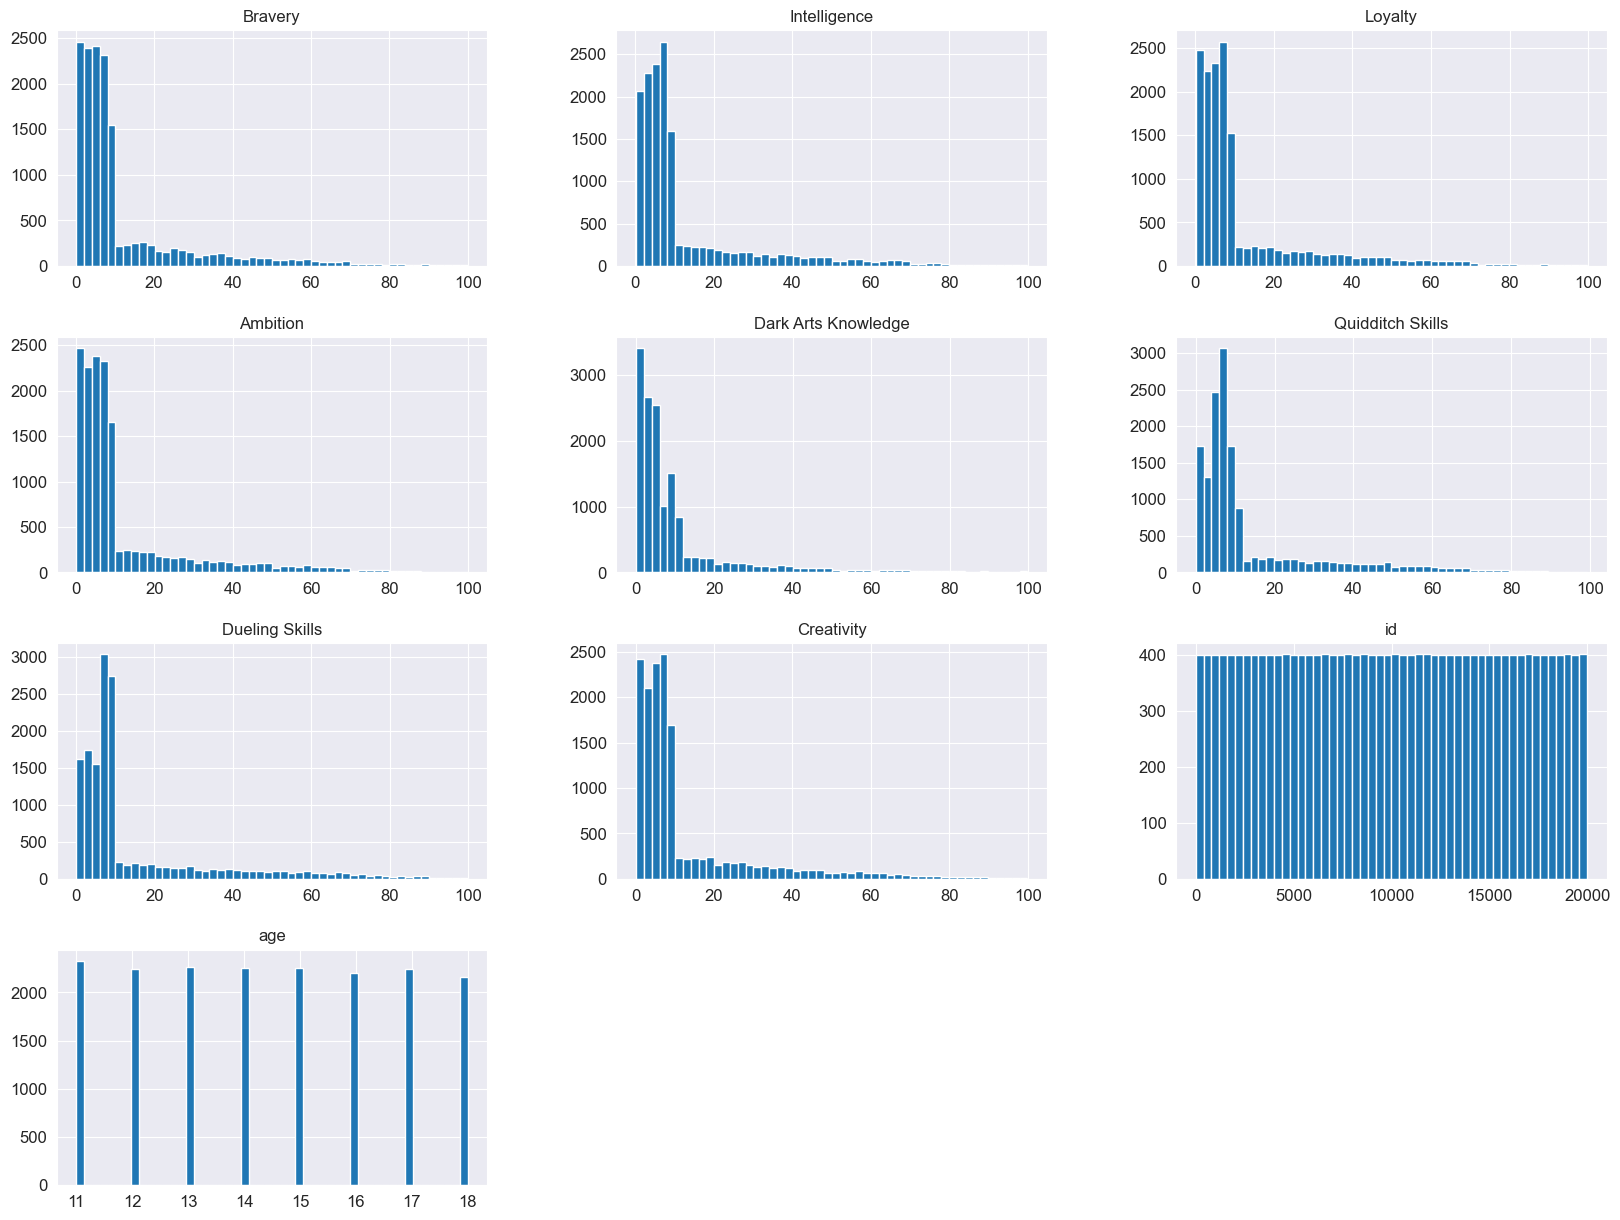 Bravery Intelligence Loyalty
2500 2000 1500 1000 500 0
0 20 40 60 80 100
2500 2000 1500 1000 500 0
0 20 40 60 80 100
2500 2000 1500 1000 500 0
0 20 40 60 80 100
Ambition Dark Arts Knowledge Quidditch Skills
2500 2000 1500 1000 500 0
0 20 40 60 80 100
3000 2000 1000 0
0 20 40 60 80 100
3000 2500 2000 1500 1000 500 0
0 20 40 60 80 100
Dueling Skills Creativity id
3000 2500 2000 1500 1000 500 0
0 20 40 60 80 100
2500 2000 1500 1000 500 0
0 20 40 60 80 100
400 300 200 100 0
0 5000 10000 15000 20000
age
2000 1500 1000 500 0
11 12 13 14 15 16 17 18